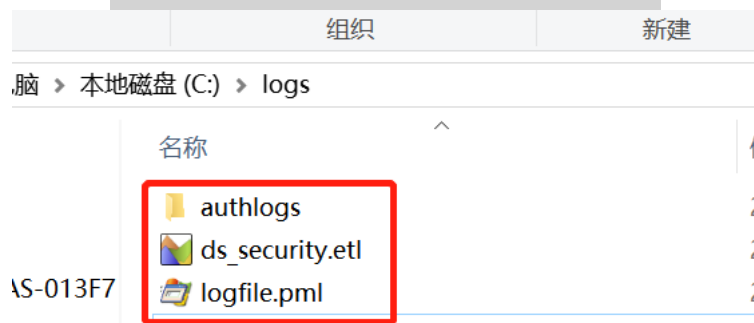 组织 新建
脑 > 本地磁盘 (C:) > logs
名称
authlogs
ds_security.etl
AS-013F7 logfile.pml